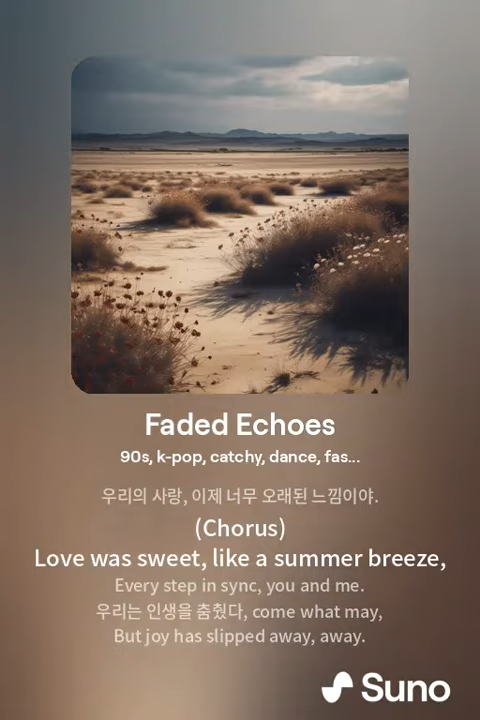 Faded Echoes
90s, k-pop, catchy, dance, fas...
우리의 사랑, 이제 너무 오래된 느낌이야.
(Chorus)
Love was sweet, like a summer breeze,
Every step in sync, you and me.
우리는 인생을 춤췄다, come what may,
But joy has slipped away, away.
Suno